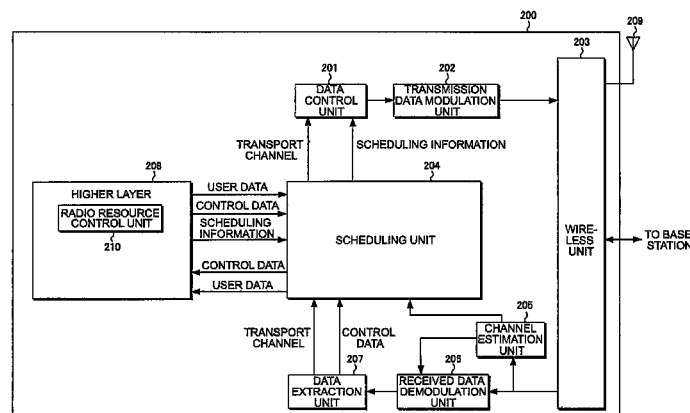 200
209
203
201
202
DATA
CONTROL
UNIT
TRANSMISSION
DATA MODULATION
UNIT
TRANSPORT
CHANNEL
SCHEDULING INFORMATION
208
204
HIGHER LAYER
RADIO RESOURCE
CONTROL UNIT
210
USER DATA
CONTROL DATA
SCHEDULING
INFORMATION
CONTROL DATA
USER DATA
SCHEDULING UNIT
WIRE-
LESS
UNIT
TO BASE
STATION
TRANSPORT
CHANNEL
CONTROL
DATA
205
CHANNEL
ESTIMATION
UNIT
207
206
DATA
EXTRACTION
UNIT
RECEIVED DATA
DEMODULATION
UNIT